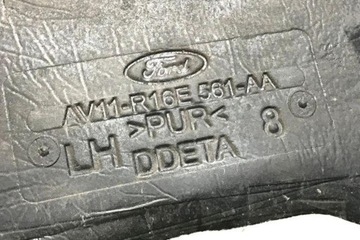 Ford
AV11-R16E561-AA
>PUR< 8
LH DDETA